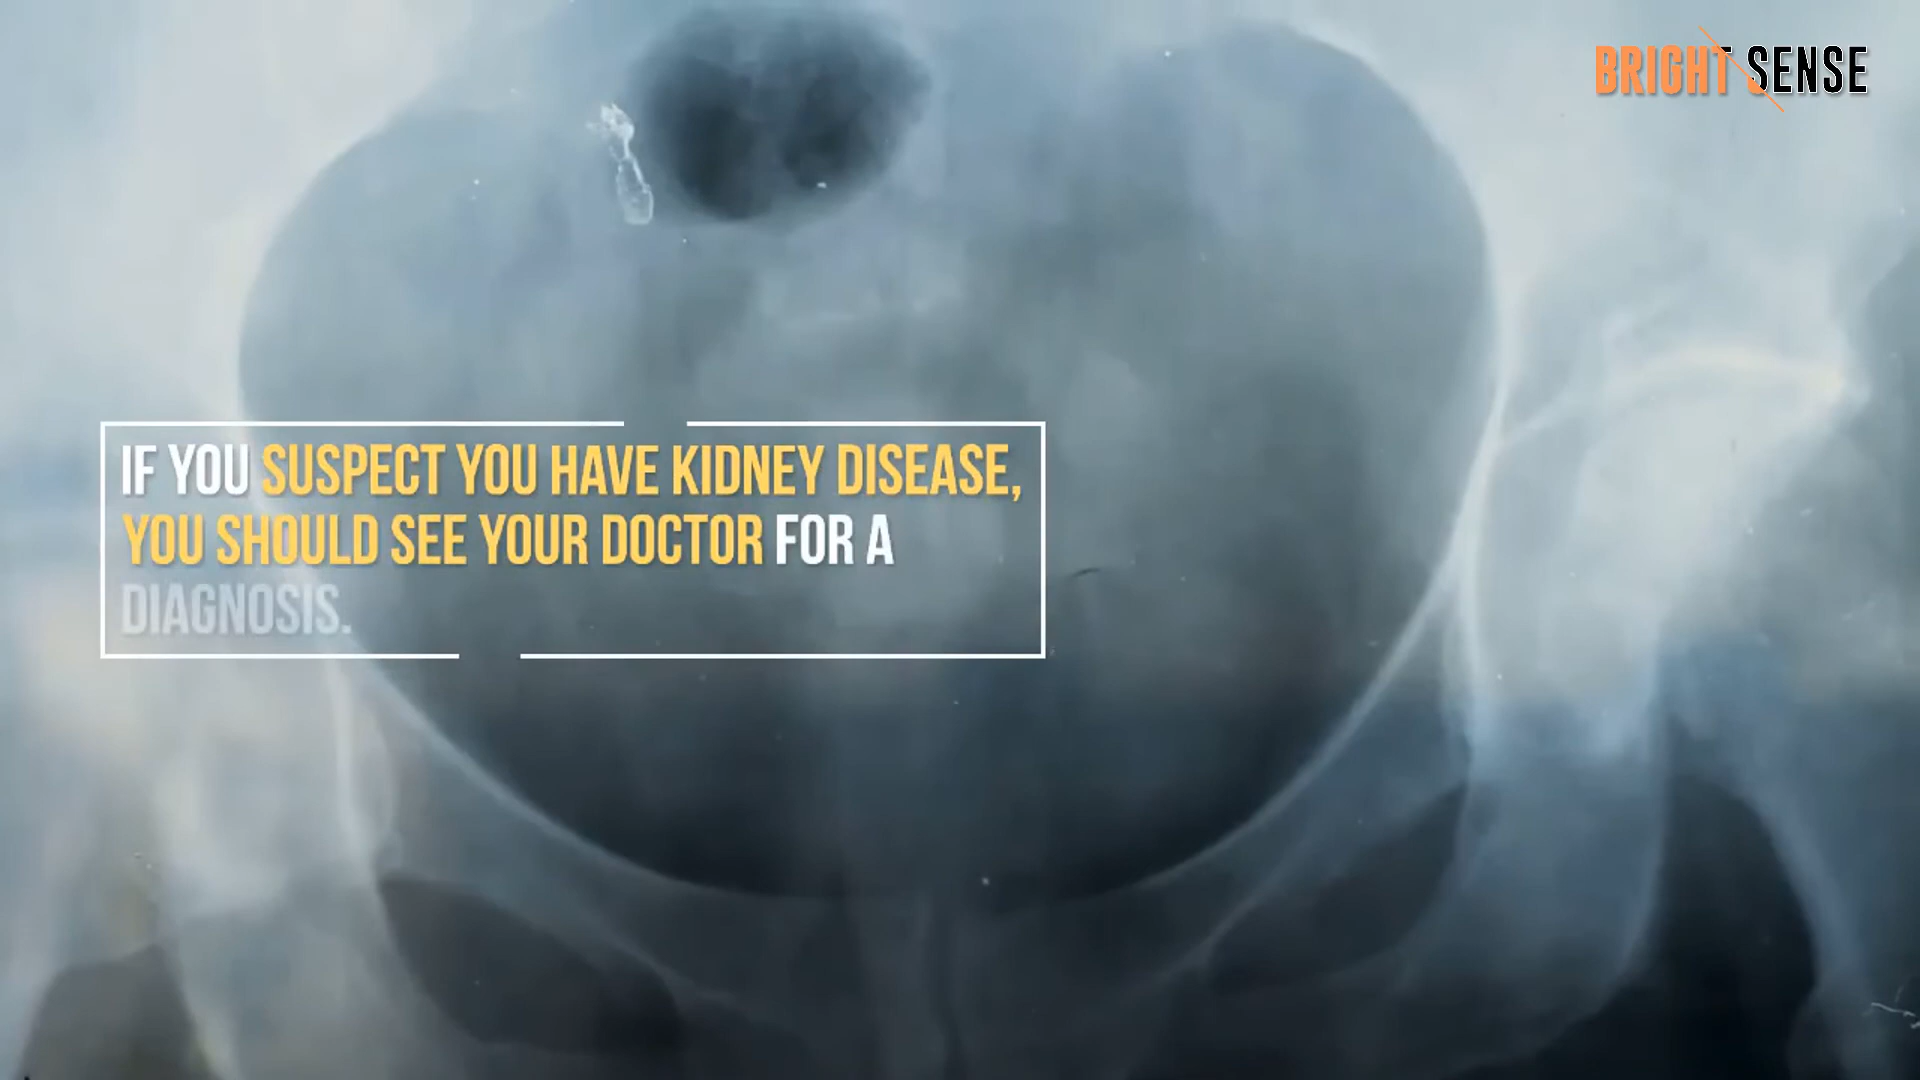 BRIGHT SENSE
IF YOU SUSPECT YOU HAVE KIDNEY DISEASE,
YOU SHOULD SEE YOUR DOCTOR FOR A
DIAGNOSIS.